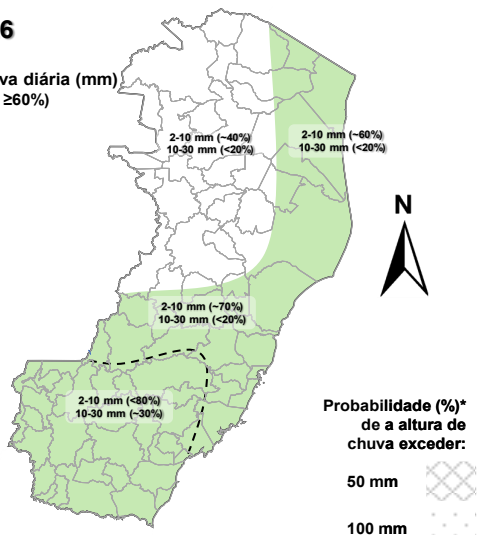 6
va diária (mm)
≥60%)
2-10 mm (~40%)
10-30 mm (<20%)
2-10 mm (~60%)
10-30 mm (<20%)
N
2-10 mm (~70%)
10-30 mm (<20%)
2-10 mm (<80%)
10-30 mm (~30%)
Probabilidade (%)*
de a altura de
chuva exceder:
50 mm
100 mm